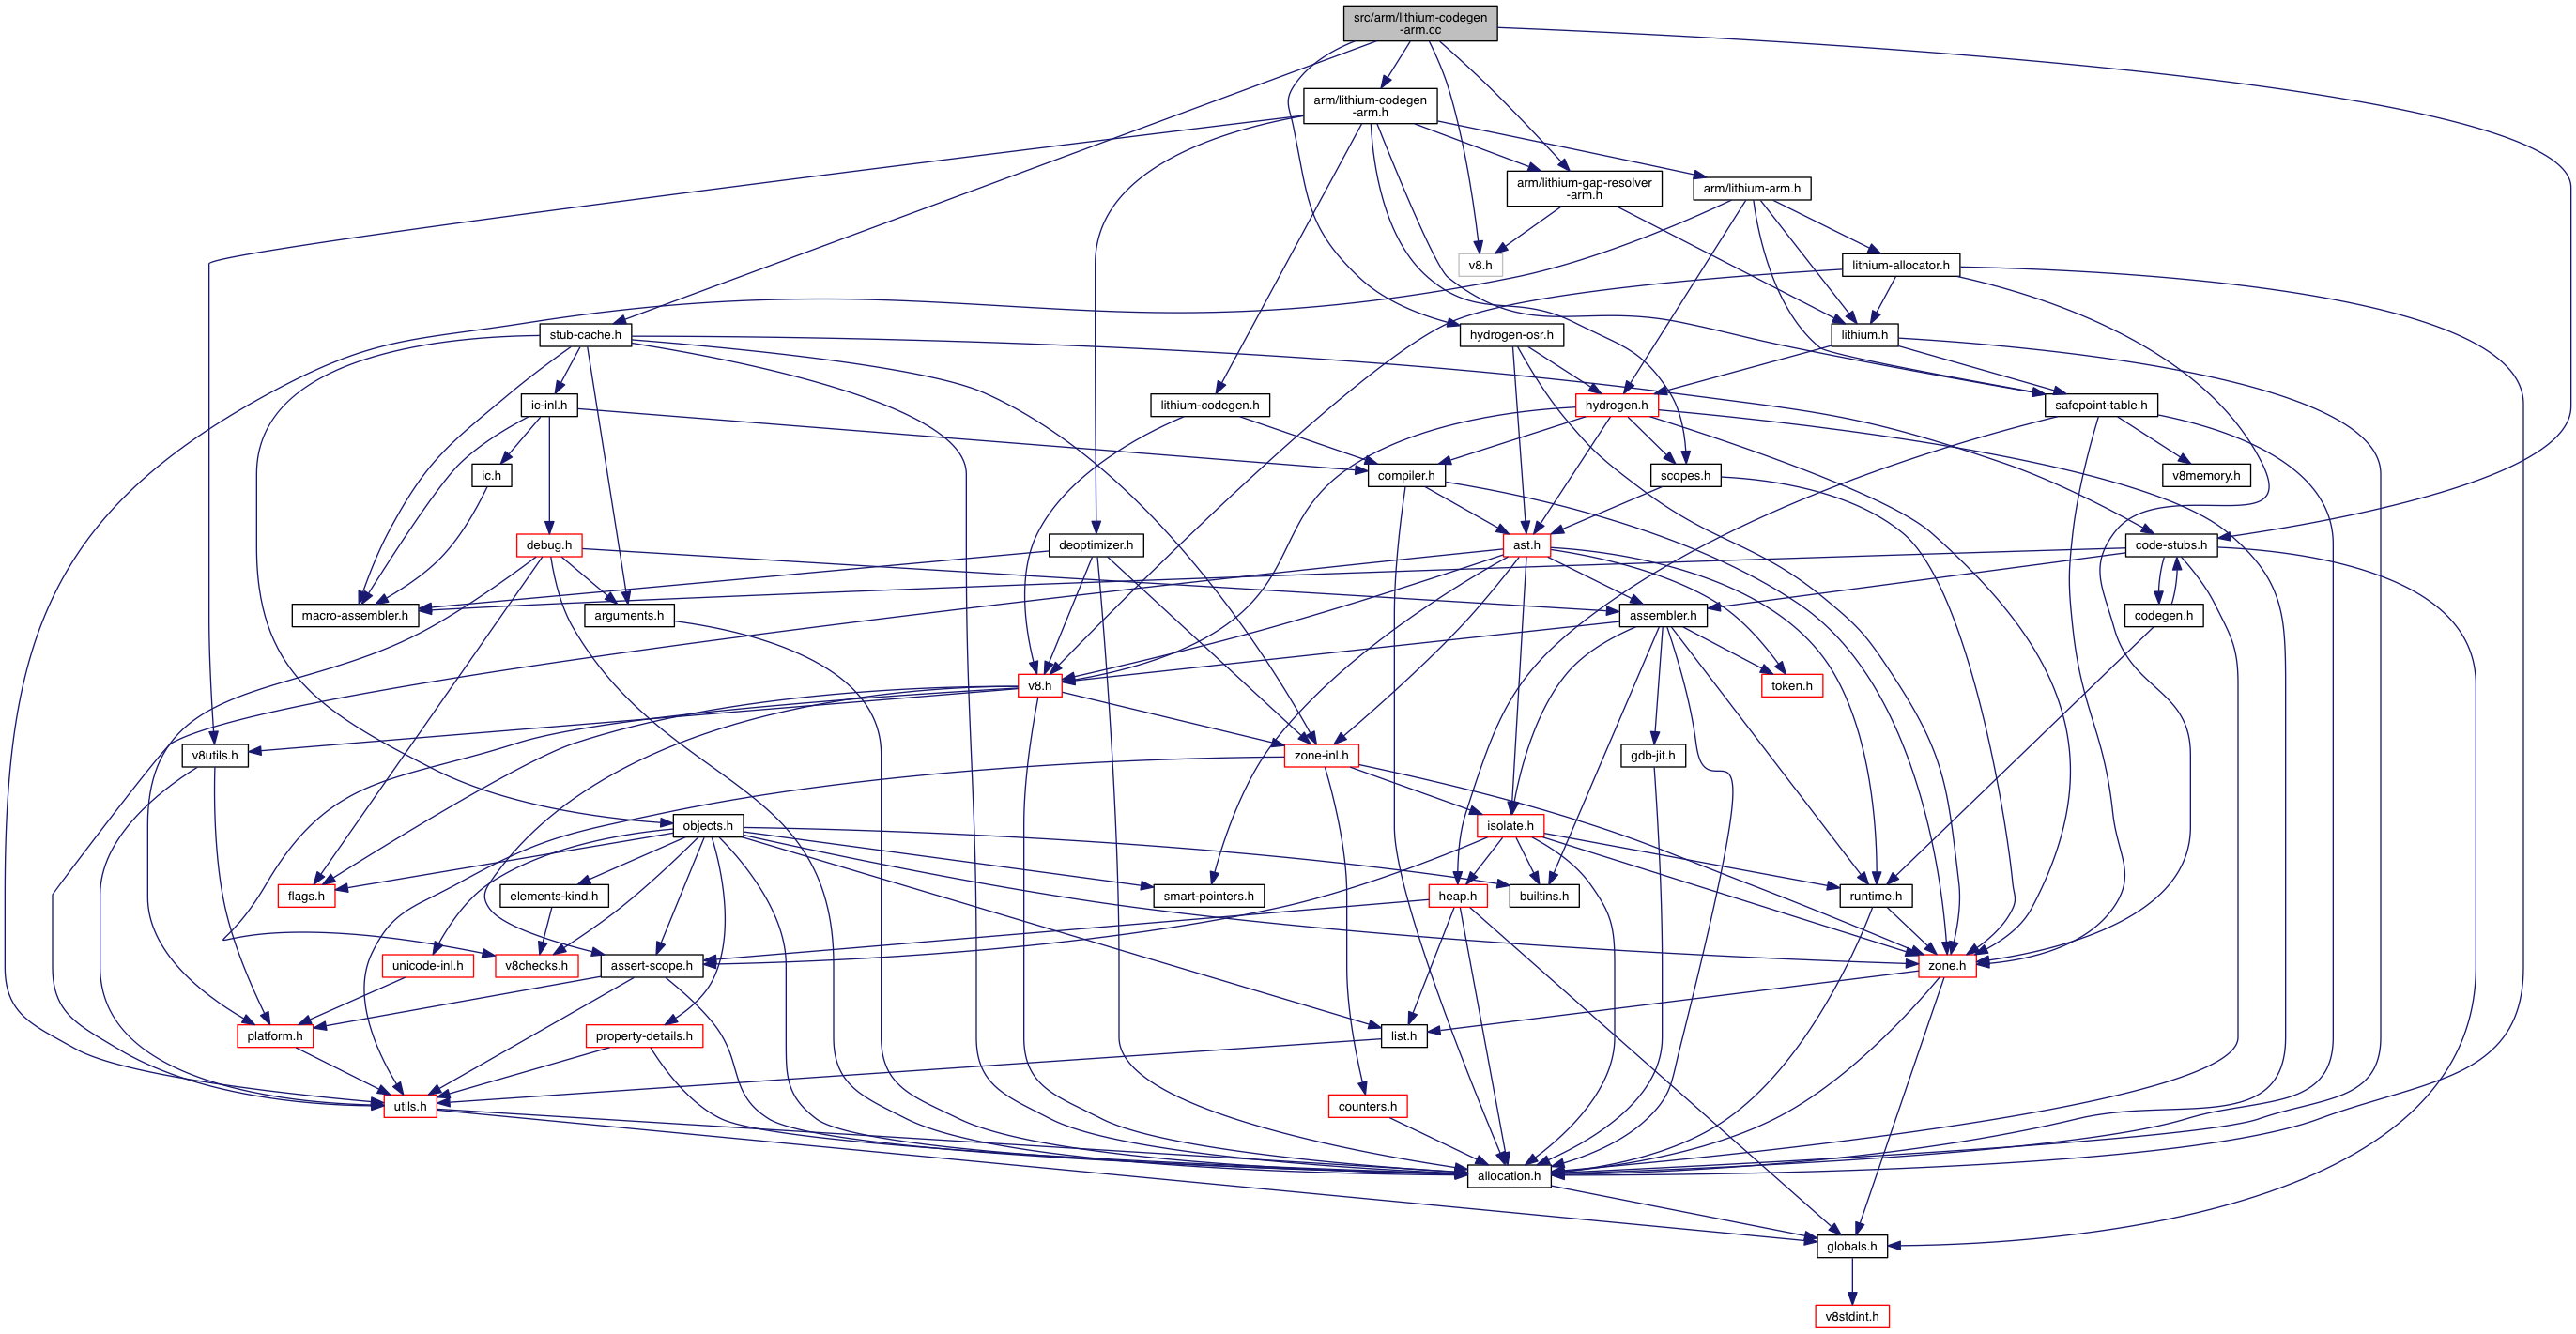 src/arm/lithium-codegen
-arm.cc
arm/lithium-codegen
-arm.h
arm/lithium-gap-resolver
-arm.h
arm/lithium-arm.h
v8.h
lithium-allocator.h
stub-cache.h
hydrogen-osr.h
lithium.h
ic-inl.h
lithium-codegen.h
hydrogen.h
safepoint-table.h
ic.h
compiler.h
scopes.h
v8memory.h
debug.h
deoptimizer.h
ast.h
code-stubs.h
macro-assembler.h
arguments.h
assembler.h
codegen.h
v8.h
token.h
v8utils.h
zone-inl.h
gdb-jit.h
objects.h
isolate.h
flags.h
elements-kind.h
smart-pointers.h
heap.h
builtins.h
runtime.h
unicode-inl.h
v8checks.h
assert-scope.h
zone.h
platform.h
property-details.h
list.h
utils.h
counters.h
allocation.h
globals.h
v8stdint.h